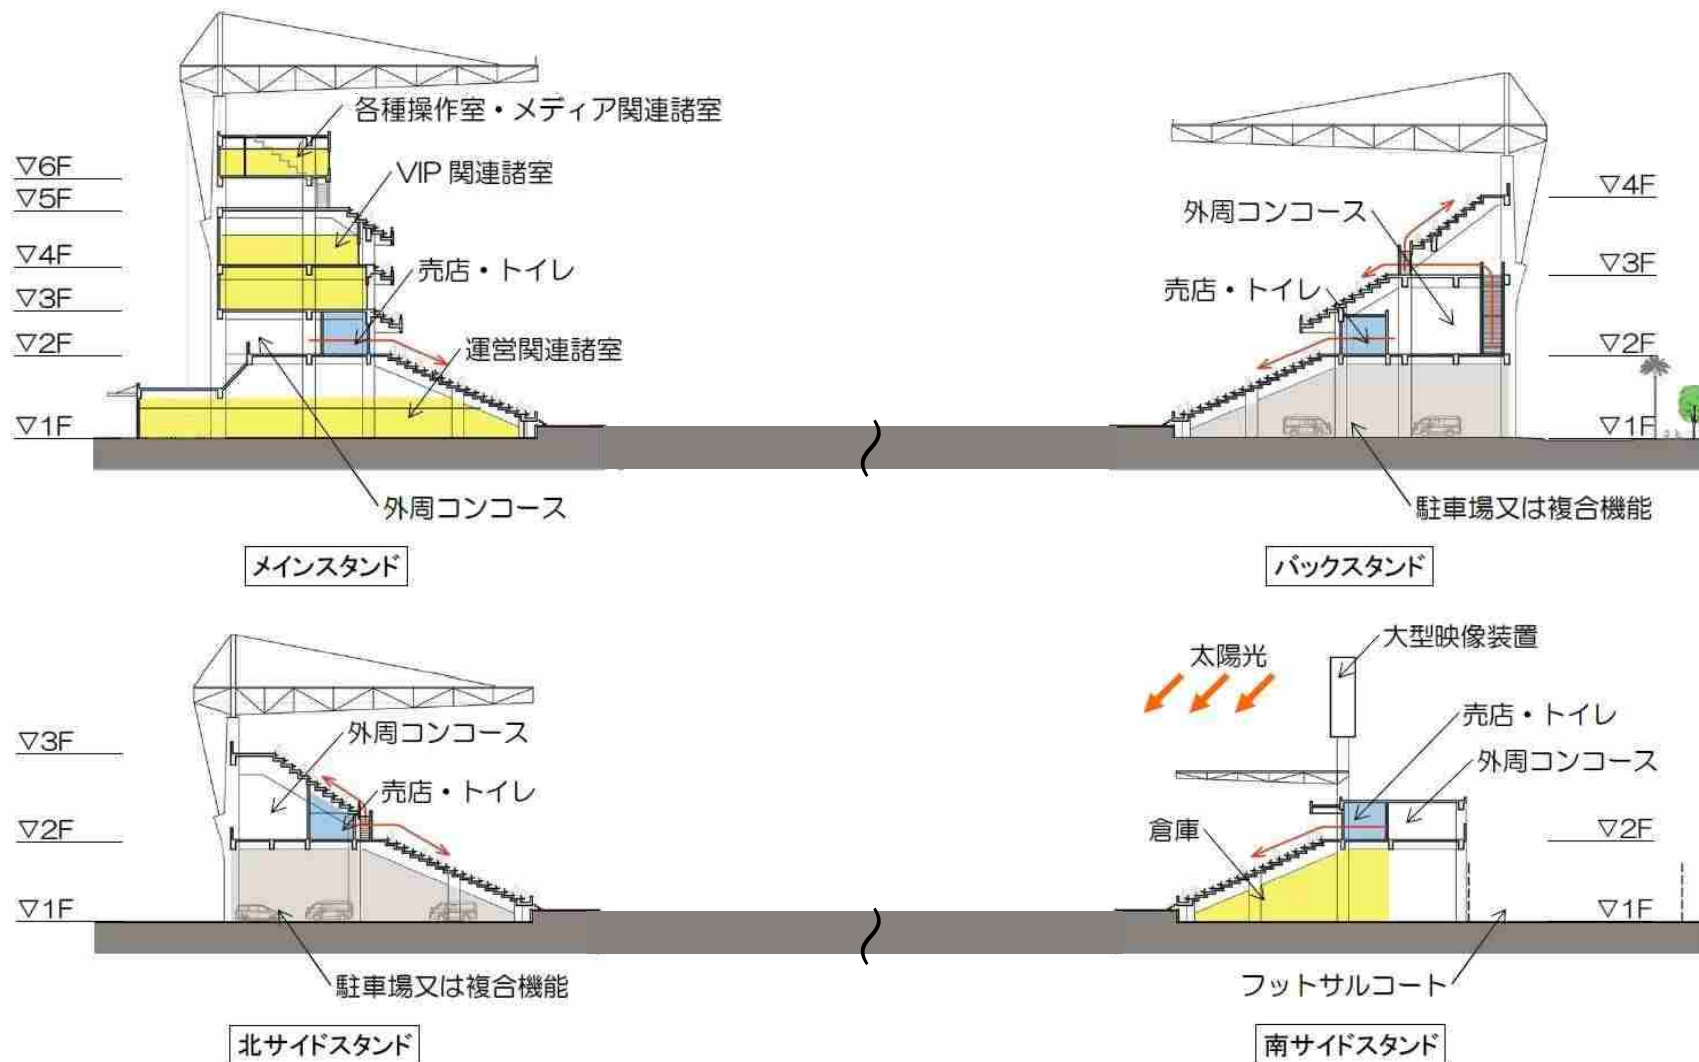 各種操作室・メディア関連諸室
▽6F
VIP 関連諸室
▽5F
▽4F
売店・トイレ
▽3F
▽2F
運営関連諸室
▽1F
外周コンコース
メインスタンド
▽4F
外周コンコース
▽3F
売店・トイレ
▽2F
▽1F
駐車場又は複合機能
バックスタンド
外周コンコース
▽3F
売店・トイレ
▽2F
▽1F
駐車場又は複合機能
北サイドスタンド
大型映像装置
太陽光
売店・トイレ
外周コンコース
倉庫
▽2F
▽1F
フットサルコート
南サイドスタンド